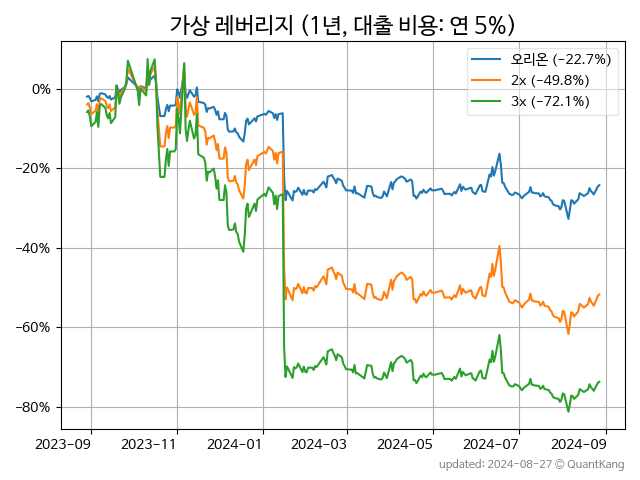 가상 레버리지 (1년, 대출 비용: 연 5%)
오리온 (−22.7%)
2x (−49.8%)
3x (−72.1%)
0%
−20%
−40%
−60%
−80%
2023-09 2023-11 2024-01 2024-03 2024-05 2024-07 2024-09
updated: 2024-08-27 © QuantKang